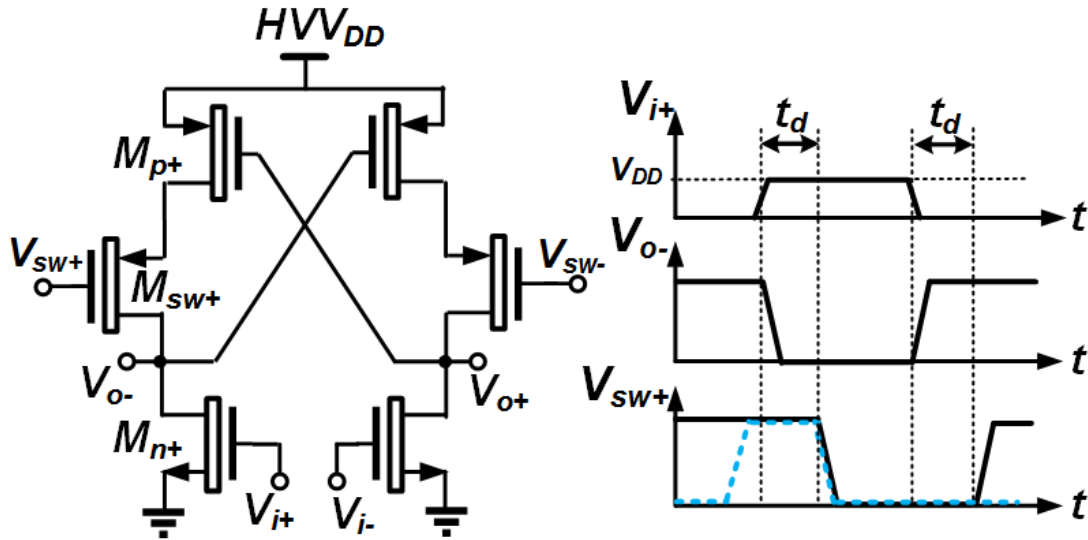 HVV_DD
M_p+
V_sw+
M_sw+
V_sw-
V_o-
V_o+
M_n+
V_i+
V_i-
V_i+
t_d
t_d
V_DD
t
V_o-
t
V_sw+
t